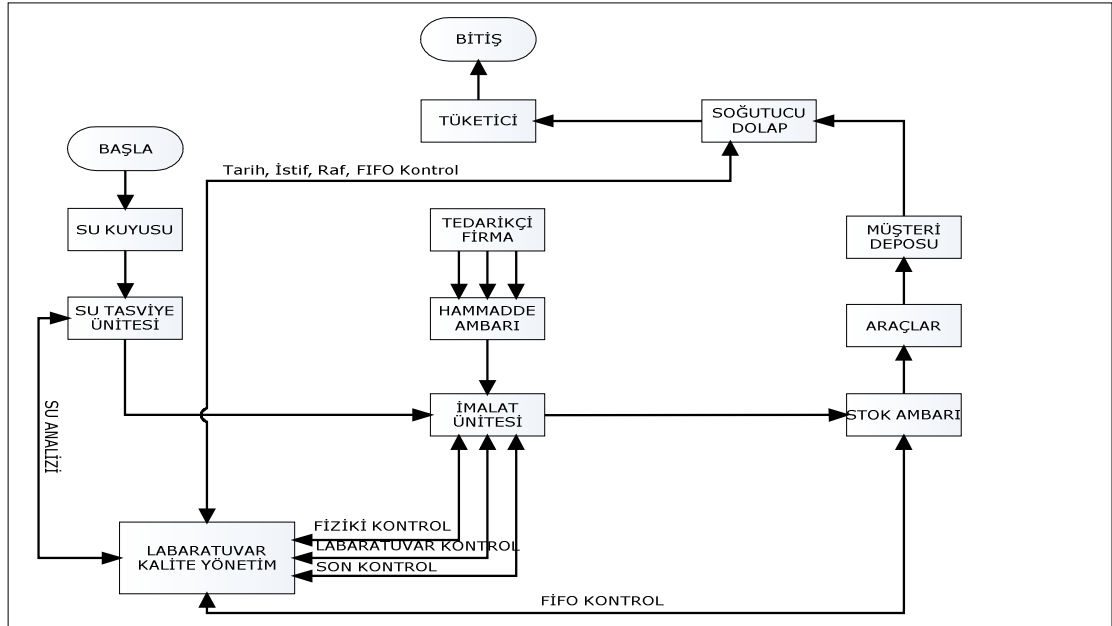 BİTİŞ
TÜKETİCİ
SOĞUTUCU
DOLAP
BAŞLA
Tarih, İstif, Raf, FIFO Kontrol
SU KUYUSU
TEDARİKÇİ
FİRMA
MÜŞTERİ
DEPOSU
SU TASVİYE
ÜNİTESİ
HAMMADDE
AMBARI
ARAÇLAR
İMALAT
ÜNİTESİ
STOK AMBARI
SU ANALİZİ
FİZİKİ KONTROL
LABARATUVAR KONTROL
SON KONTROL
LABARATUVAR
KALİTE YÖNETİM
FİFO KONTROL